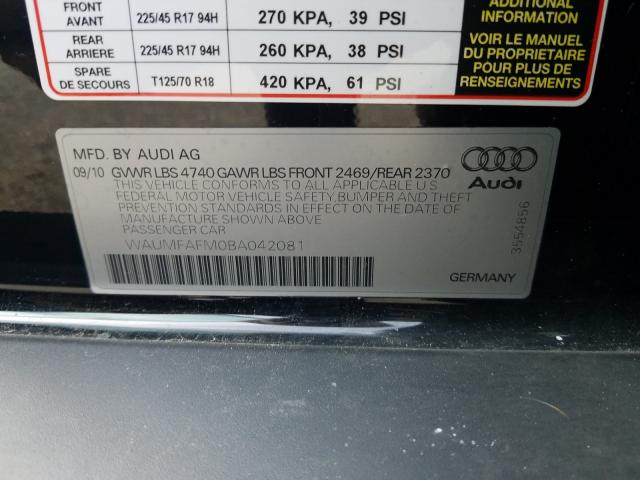 FRONT
AVANT 225/45 R17 94H 270 KPA, 39 PSI
REAR
ARRIERE 225/45 R17 94H 260 KPA, 38 PSI
SPARE
DE SECOURS T125/70 R18 420 KPA, 61 PSI
ADDITIONAL
INFORMATION
VOIR LE MANUEL
DU PROPRIETAIRE
POUR PLUS DE
RENSEIGNEMENTS
MFD. BY AUDI AG
09/10 GVWR LBS 4740 GAWR LBS FRONT 2469/REAR 2370
THIS VEHICLE CONFORMS TO ALL APPLICABLE U S
FEDERAL MOTOR VEHICLE SAFETY,BUMPER AND THEFT
PREVENTION STANDARDS IN EFFECT ON THE DATE OF
MANUFACTURE SHOWN ABOVE
PASSENGER CAR
WAUMFAFM0BA042081
Audi
3554856
GERMANY